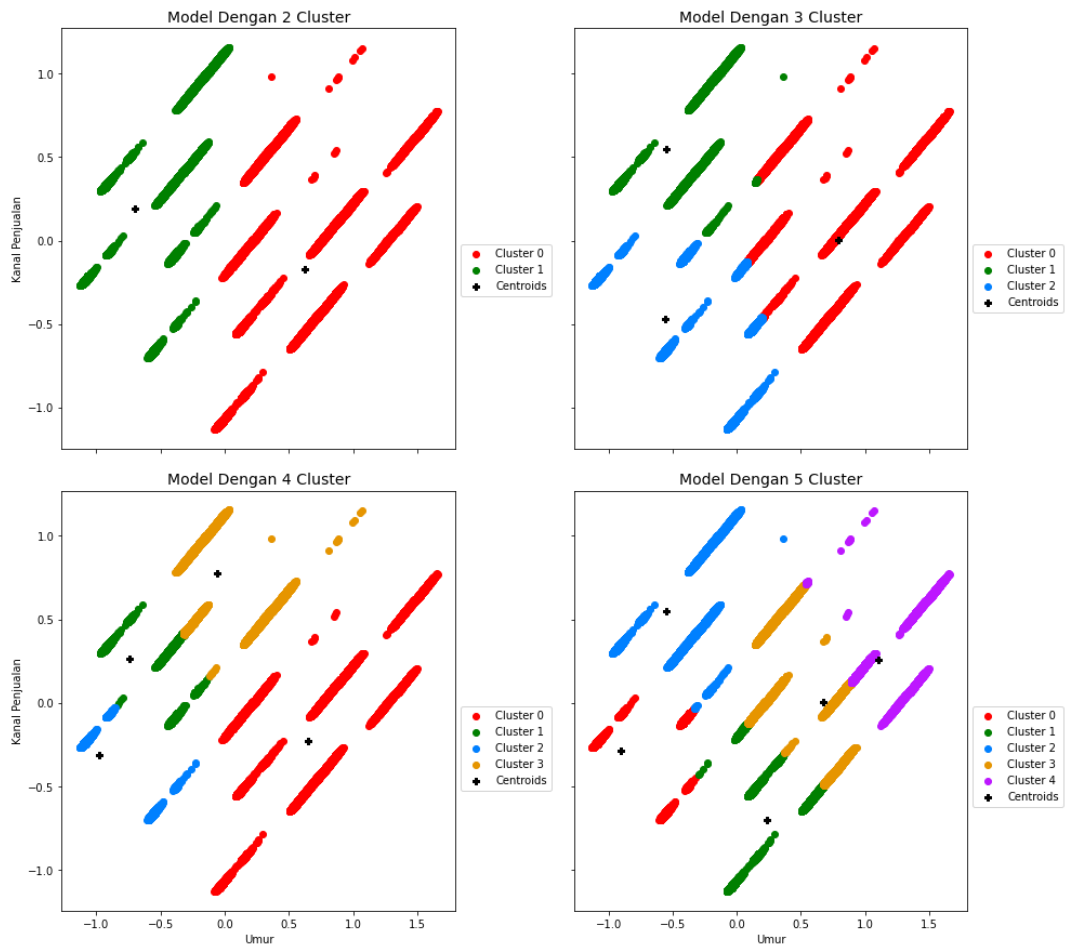 Model Dengan 2 Cluster
Kanal Penjualan
1.0
0.5
0.0
−0.5
−1.0
Cluster 0
Cluster 1
Centroids
Model Dengan 3 Cluster
Cluster 0
Cluster 1
Cluster 2
Centroids
Model Dengan 4 Cluster
Kanal Penjualan
1.0
0.5
0.0
−0.5
−1.0
−1.0 −0.5 0.0 0.5 1.0 1.5
Umur
Cluster 0
Cluster 1
Cluster 2
Cluster 3
Centroids
Model Dengan 5 Cluster
−1.0 −0.5 0.0 0.5 1.0 1.5
Umur
Cluster 0
Cluster 1
Cluster 2
Cluster 3
Cluster 4
Centroids